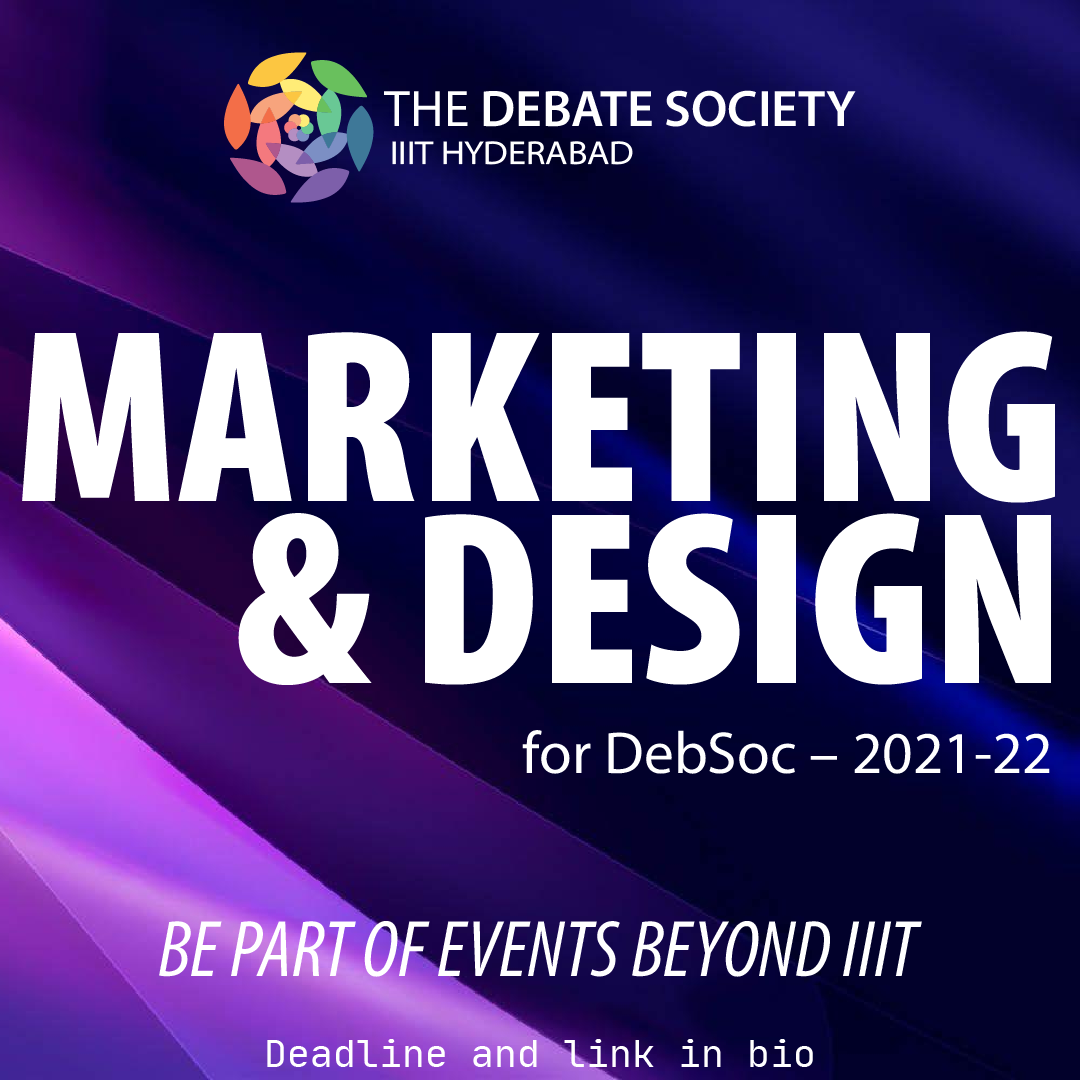 THE DEBATE SOCIETY
IIIT HYDERABAD
MARKETING
& DESIGN
for DebSoc – 2021-22
BE PART OF EVENTS BEYOND IIIT
Deadline and link in bio